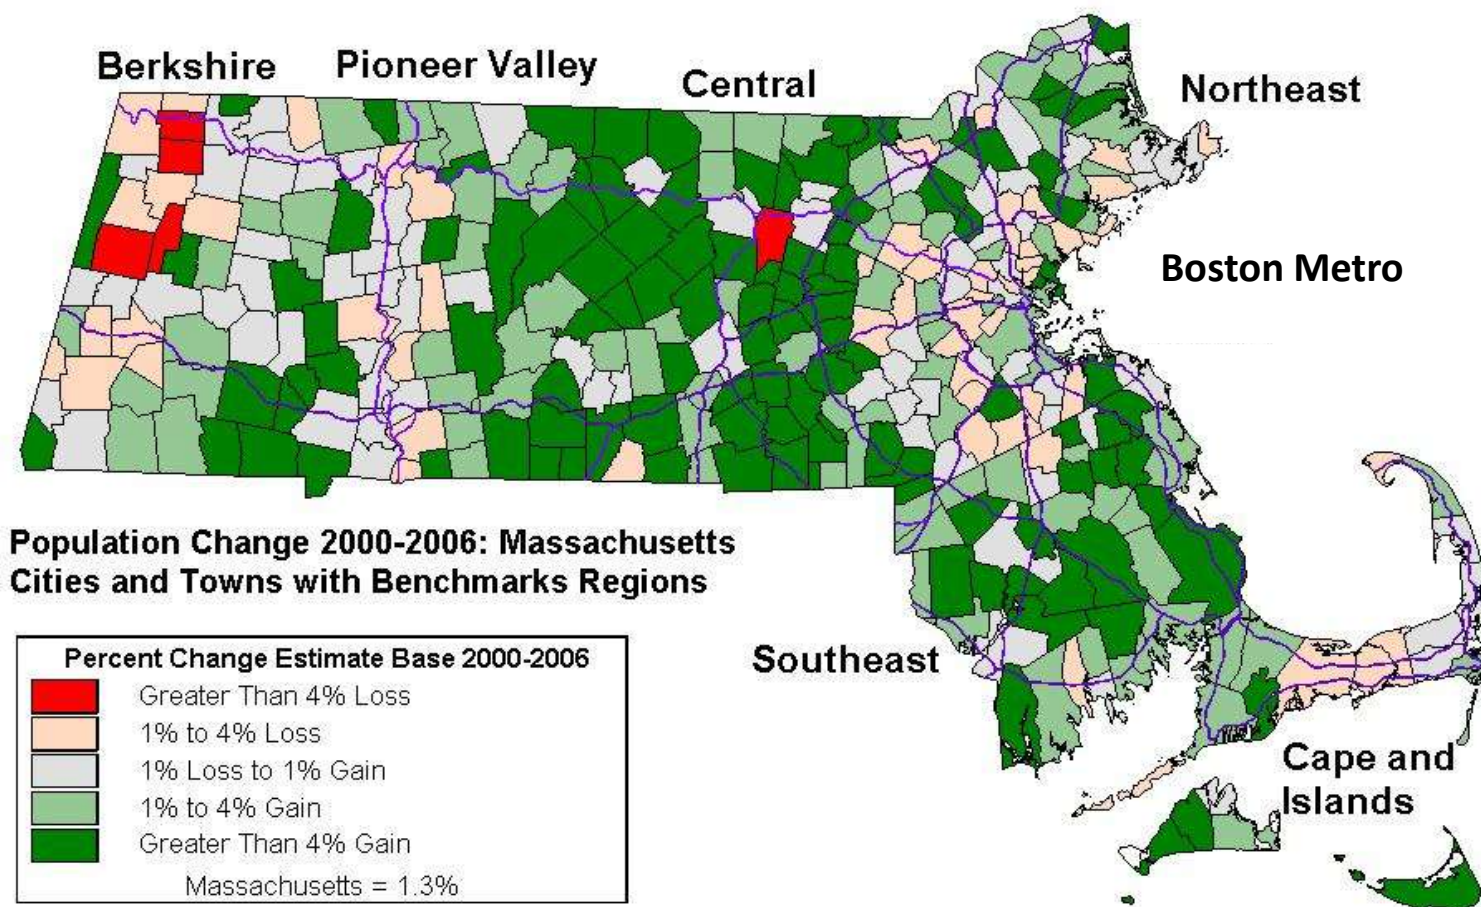 Berkshire
Pioneer Valley
Central
Northeast
Boston Metro
Population Change 2000-2006: Massachusetts
Cities and Towns with Benchmarks Regions
Southeast
Percent Change Estimate Base 2000-2006
Greater Than 4% Loss
1% to 4% Loss
1% Loss to 1% Gain
1% to 4% Gain
Greater Than 4% Gain
Massachusetts = 1.3%
Cape and
Islands